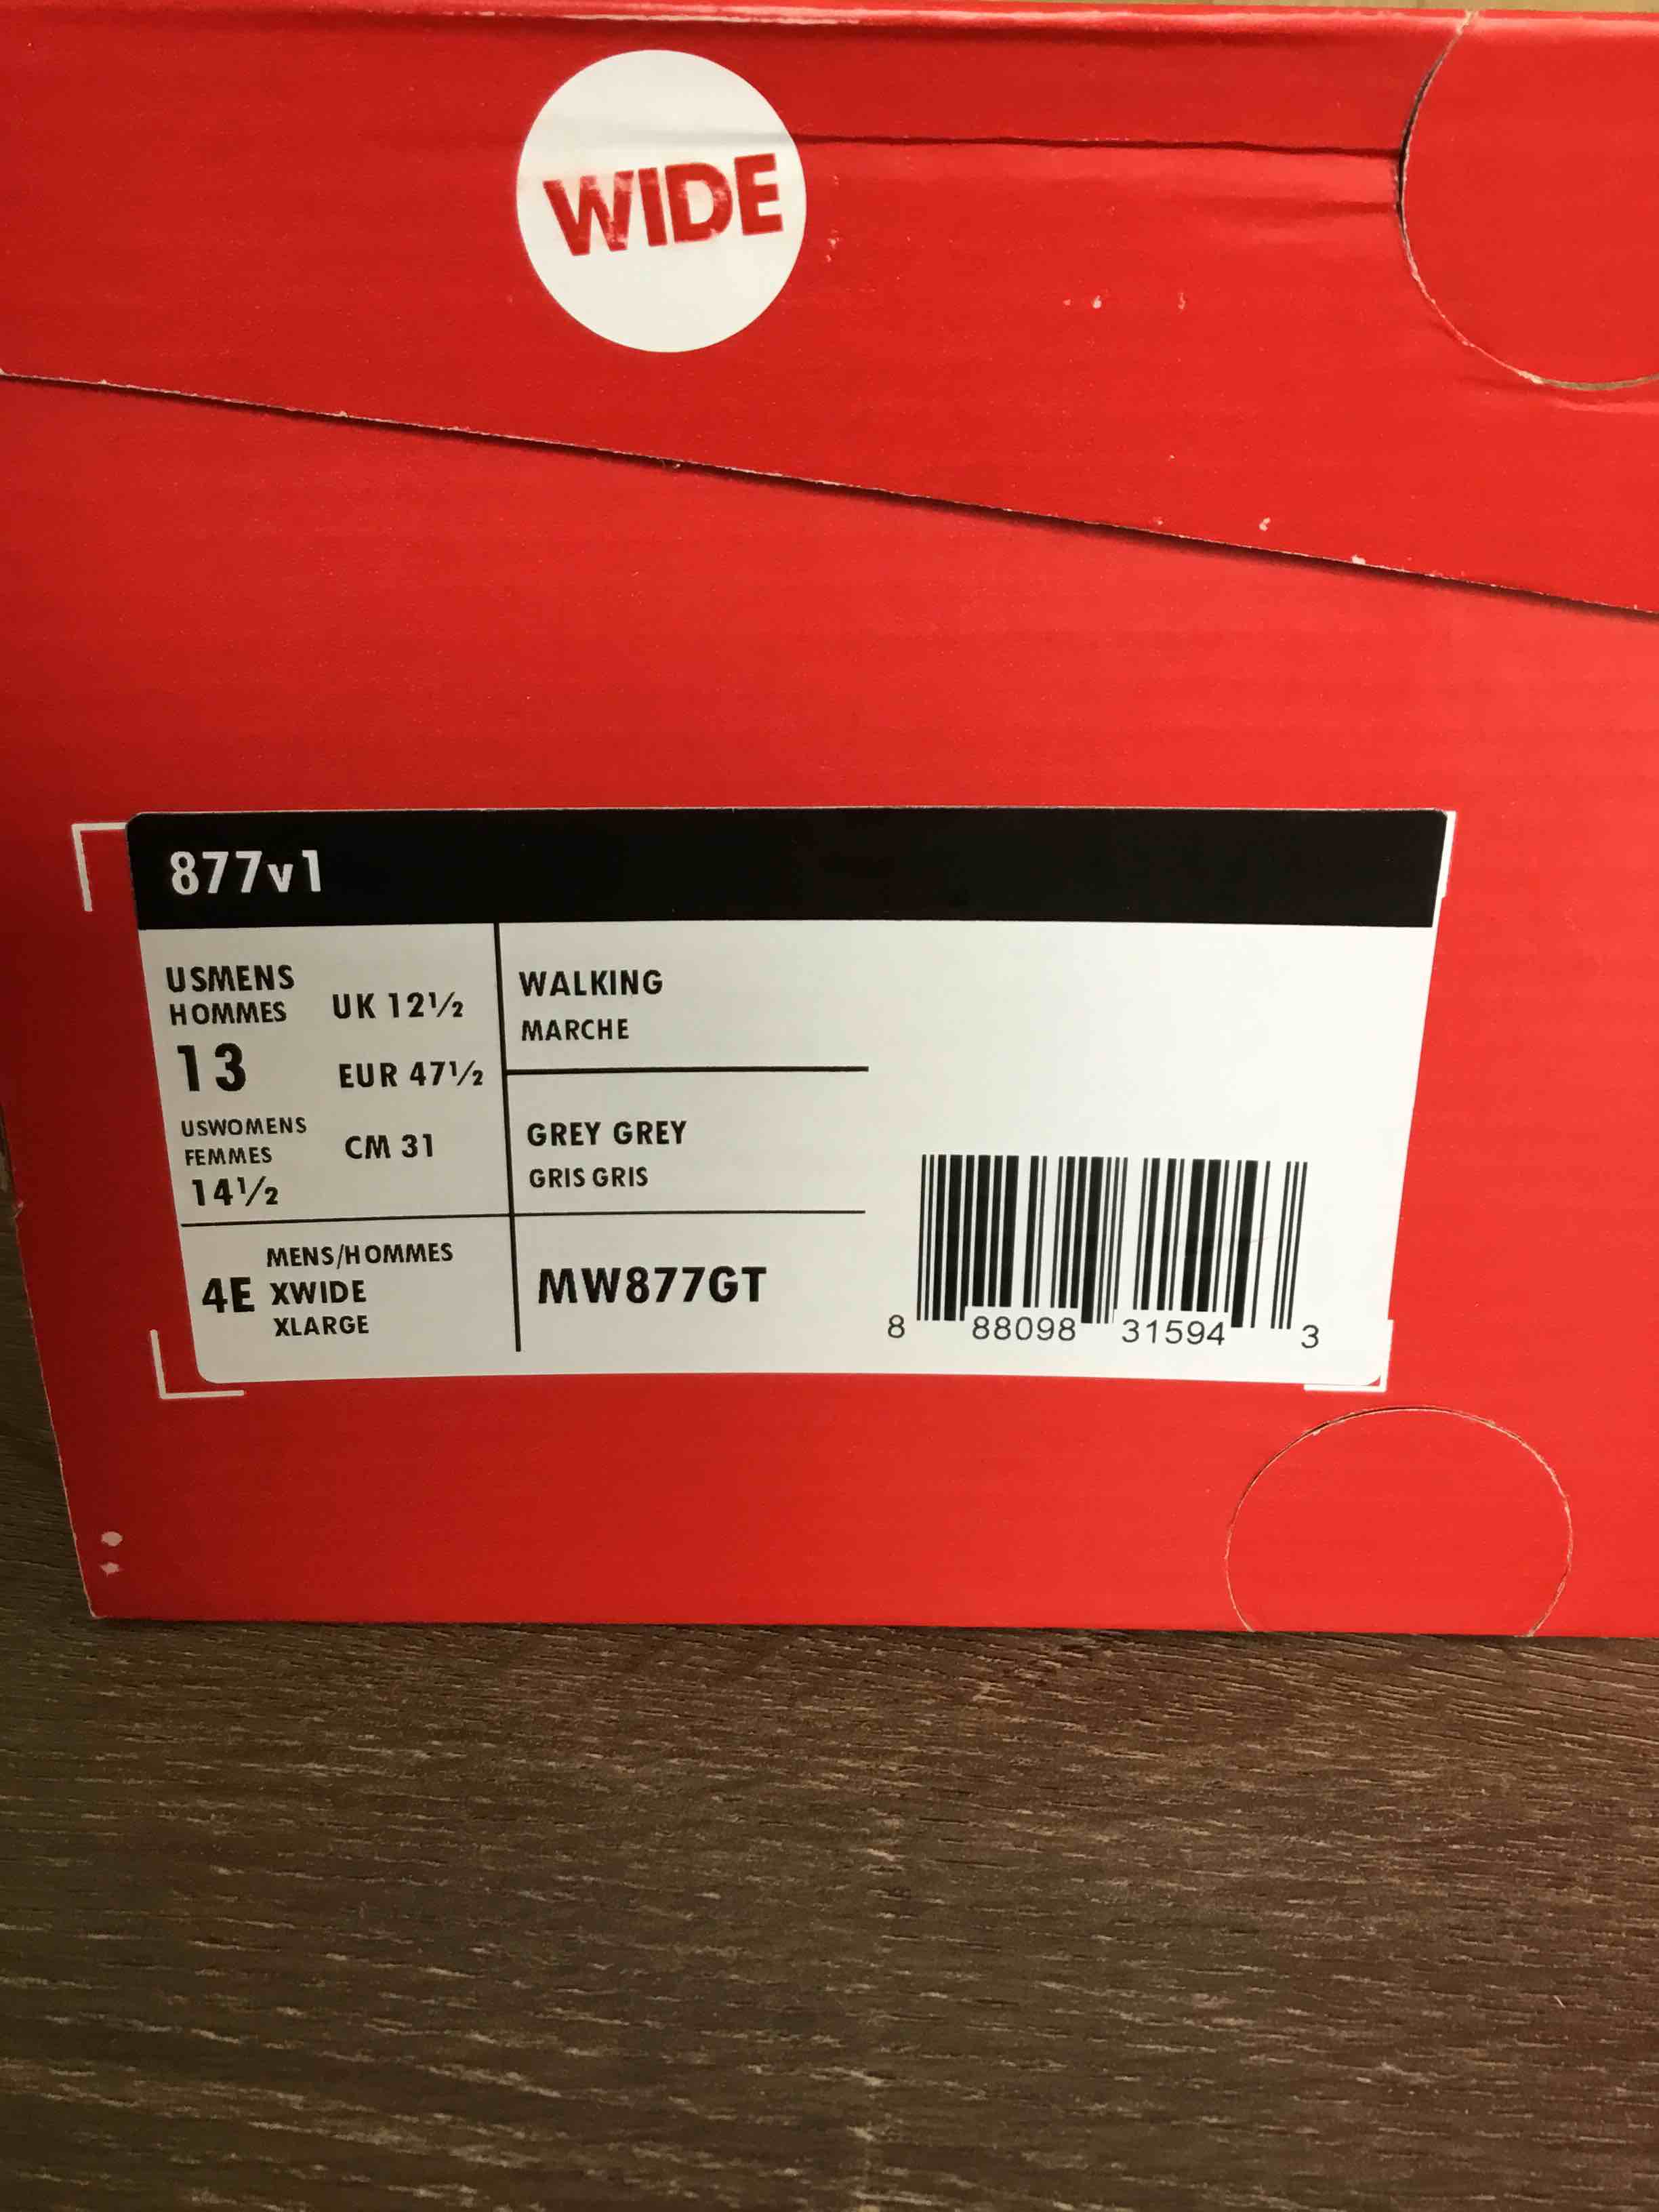 WIDE
877v1
USMENS
HOMMES
13
UK 12½
EUR 47½
CM 31
USWOMENS
FEMMES
14½
WALKING
MARCHE
GREY GREY
GRIS GRIS
4E
MENS/HOMMES
XWIDE
XLARGE
MW877GT
8 88098 31594 3